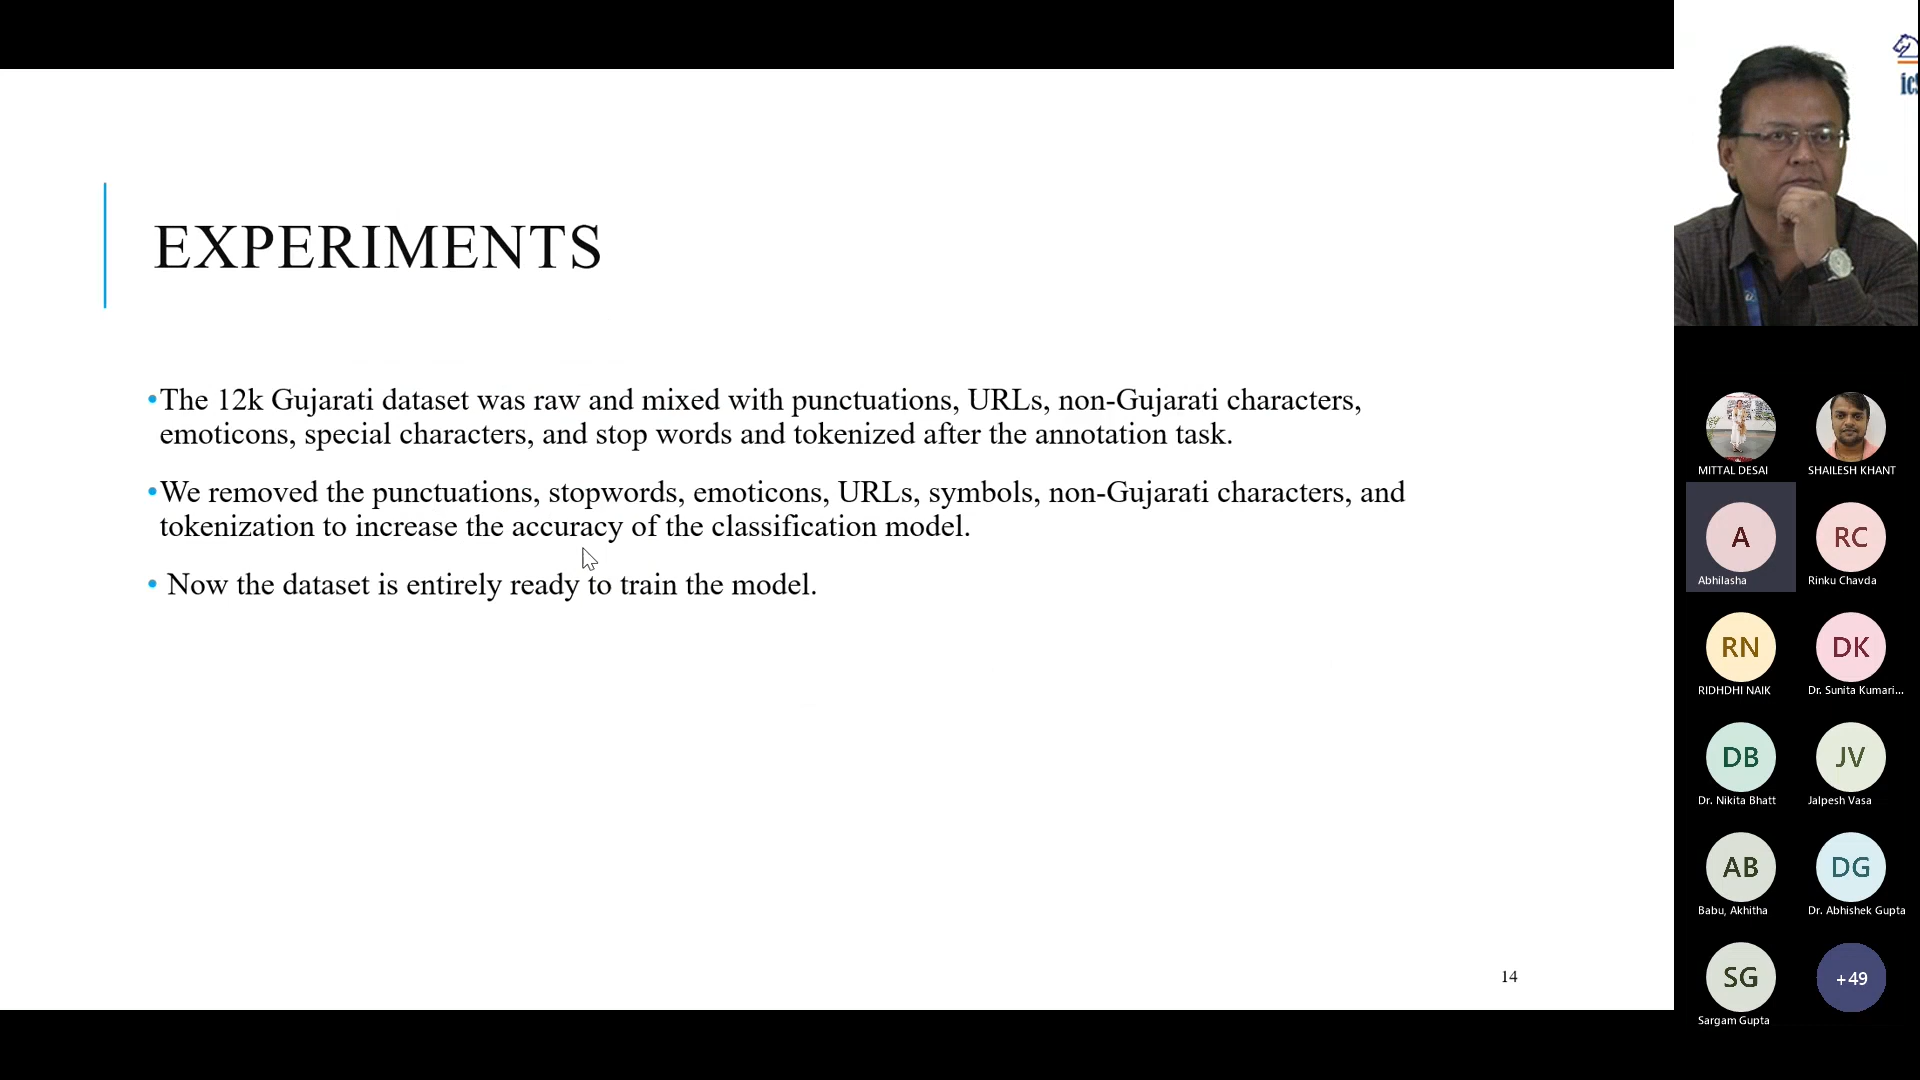 EXPERIMENTS
•The 12k Gujarati dataset was raw and mixed with punctuations, URLs, non-Gujarati characters,
emoticons, special characters, and stop words and tokenized after the annotation task.
•We removed the punctuations, stopwords, emoticons, URLs, symbols, non-Gujarati characters, and
tokenization to increase the accuracy of the classification model.
• Now the dataset is entirely ready to train the model.
14
MITTAL DESAI
SHAILESH KHANT
A
Abhilasha
RC
Rinku Chavda
RN
RIDHDHI NAIK
DK
Dr. Sunita Kumari...
DB
Dr. Nikita Bhatt
JV
Jalpesh Vasa
AB
Babu, Akhitha
DG
Dr. Abhishek Gupta
SG
Sargam Gupta
+49